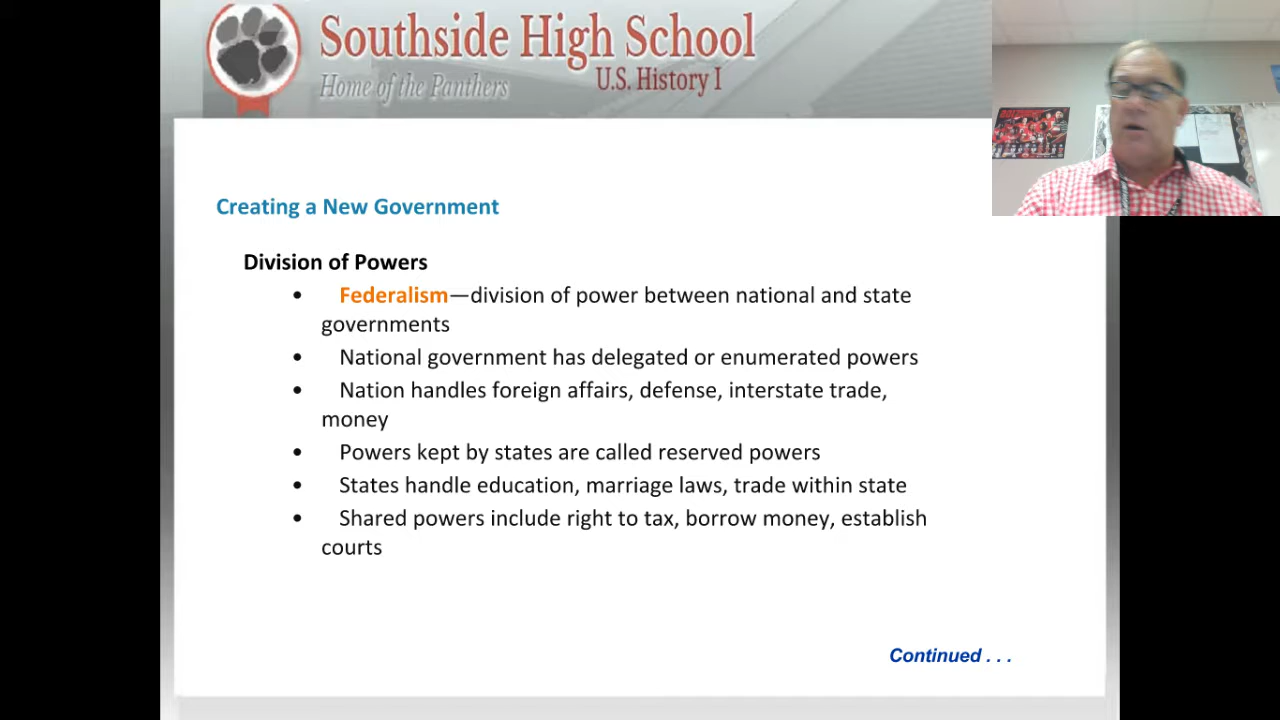 Southside High School
Home of the Panthers
U.S. History I
Creating a New Government
Division of Powers
• Federalism—division of power between national and state
governments
• National government has delegated or enumerated powers
• Nation handles foreign affairs, defense, interstate trade,
money
• Powers kept by states are called reserved powers
• States handle education, marriage laws, trade within state
• Shared powers include right to tax, borrow money, establish
courts
Continued . . .